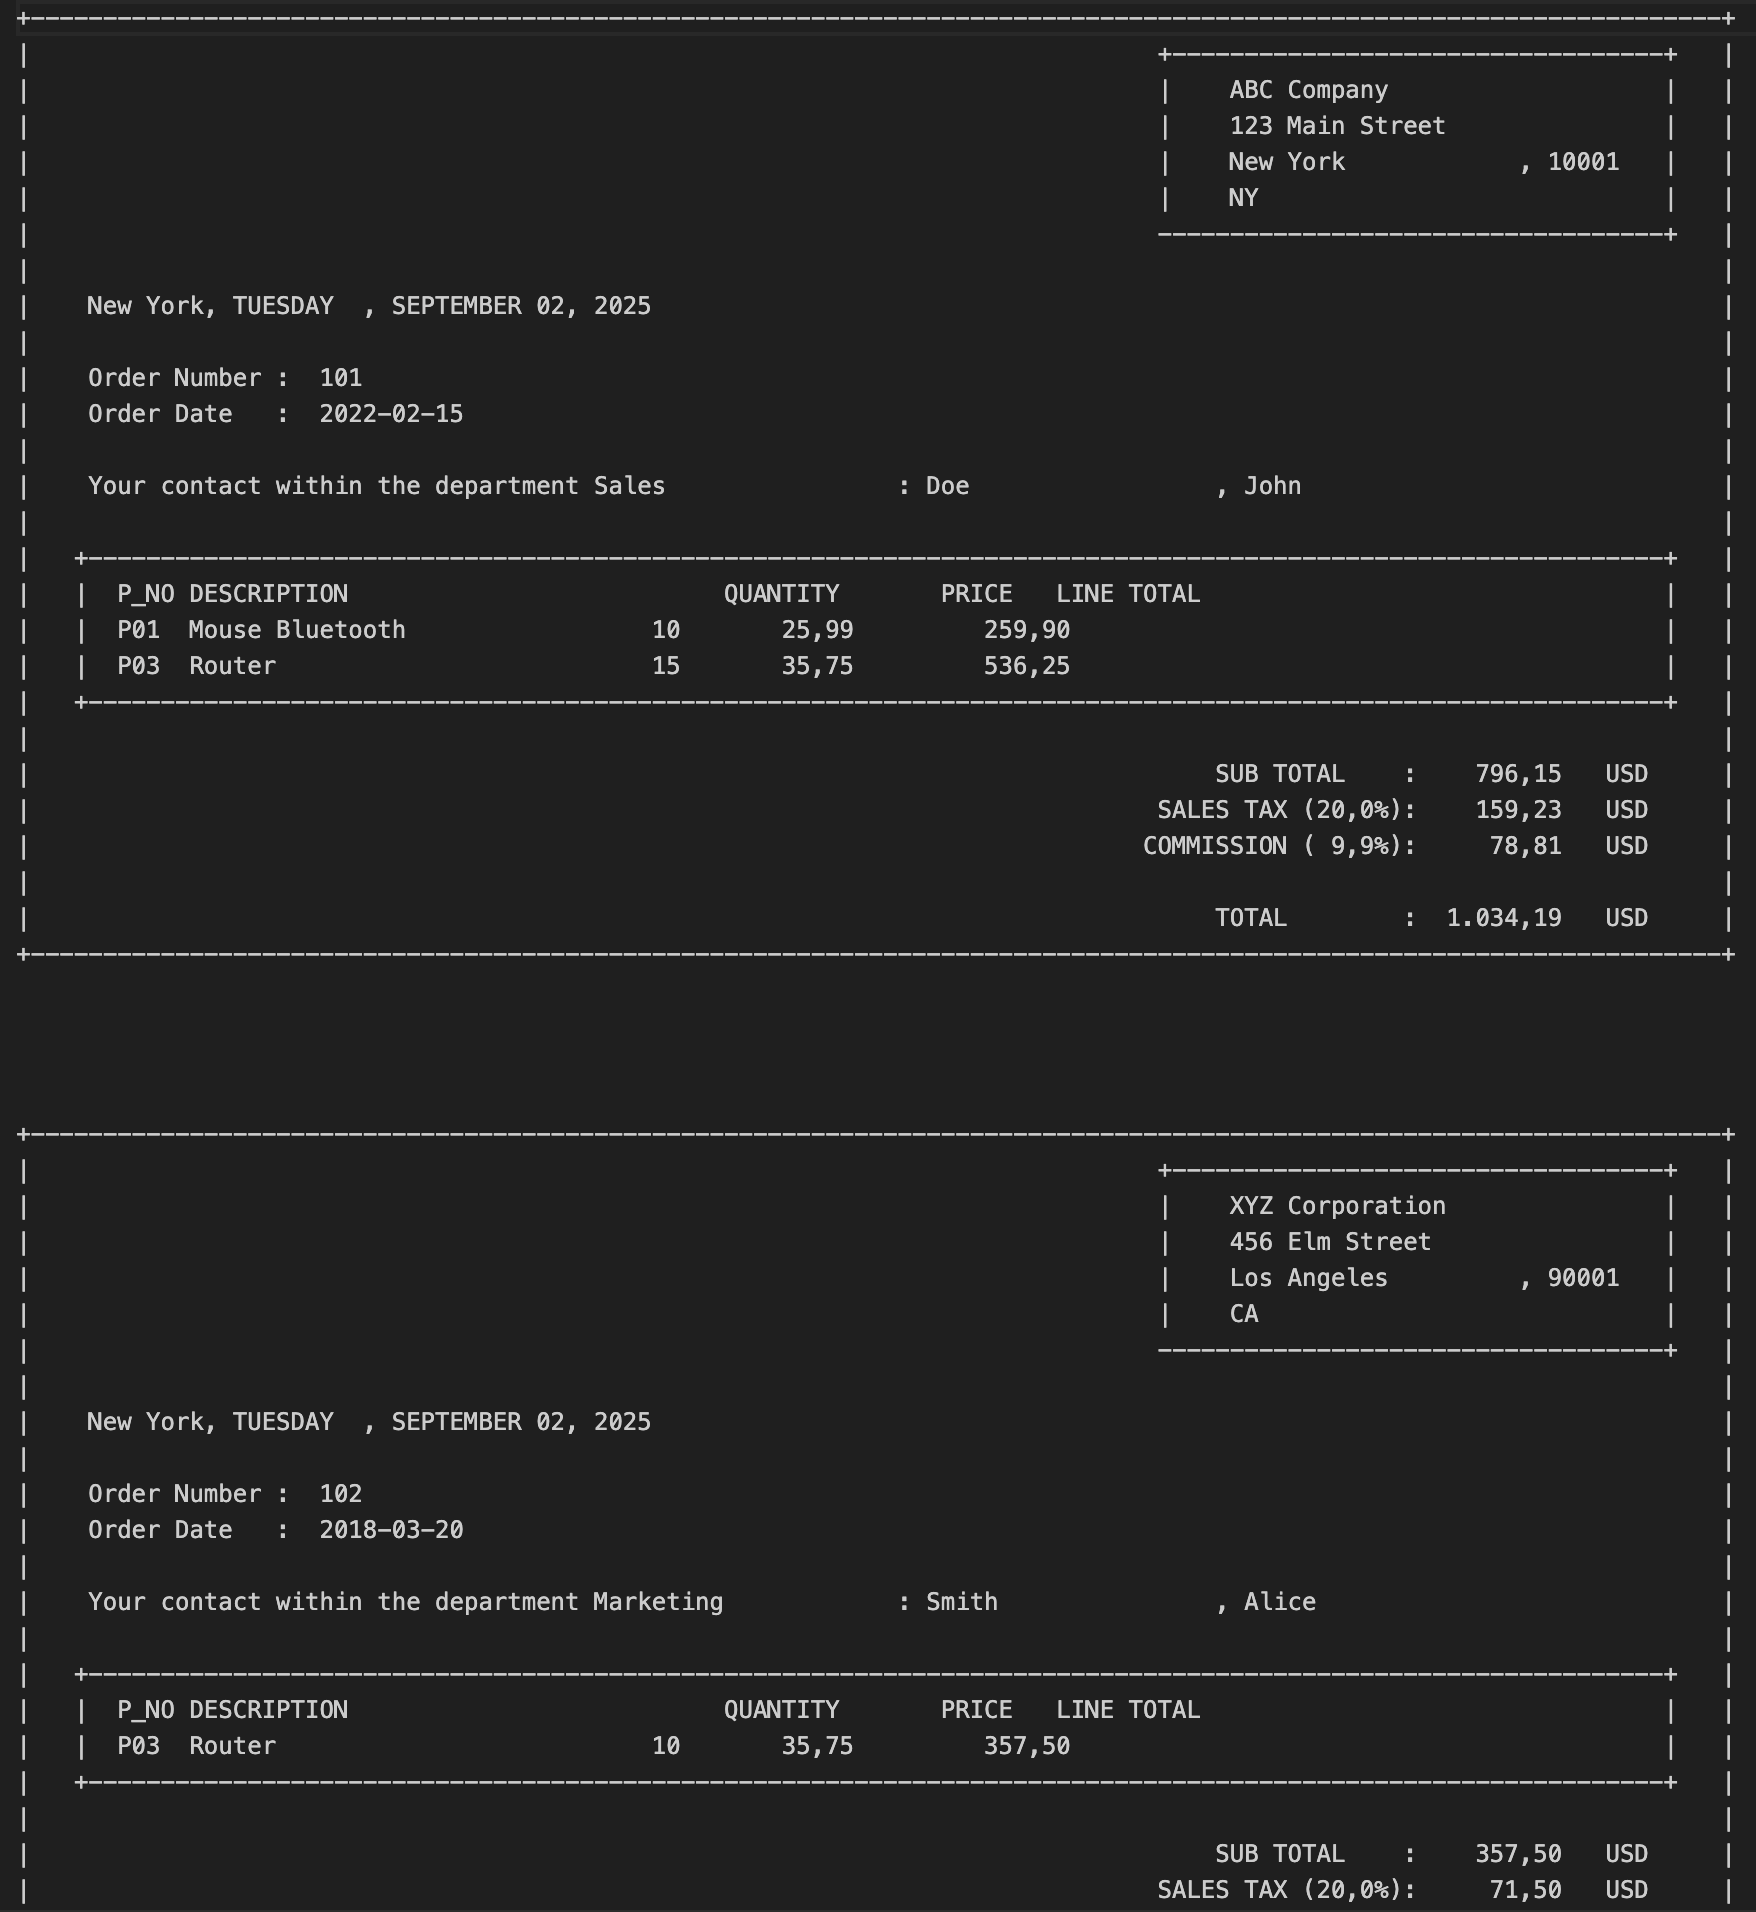 ABC Company
123 Main Street
New York            , 10001
NY
New York, TUESDAY  , SEPTEMBER 02, 2025
Order Number :  101
Order Date   :  2022-02-15
Your contact within the department Sales                : Doe                 , John
P_NO DESCRIPTION                          QUANTITY       PRICE   LINE TOTAL
P01  Mouse Bluetooth                 10       25,99         259,90
P03  Router                          15       35,75         536,25
SUB TOTAL    :    796,15   USD
SALES TAX (20,0%):    159,23   USD
COMMISSION ( 9,9%):     78,81   USD
TOTAL        :  1.034,19   USD
XYZ Corporation
456 Elm Street
Los Angeles         , 90001
CA
New York, TUESDAY  , SEPTEMBER 02, 2025
Order Number :  102
Order Date   :  2018-03-20
Your contact within the department Marketing            : Smith               , Alice
P_NO DESCRIPTION                          QUANTITY       PRICE   LINE TOTAL
P03  Router                          10       35,75         357,50
SUB TOTAL    :    357,50   USD
SALES TAX (20,0%):     71,50   USD